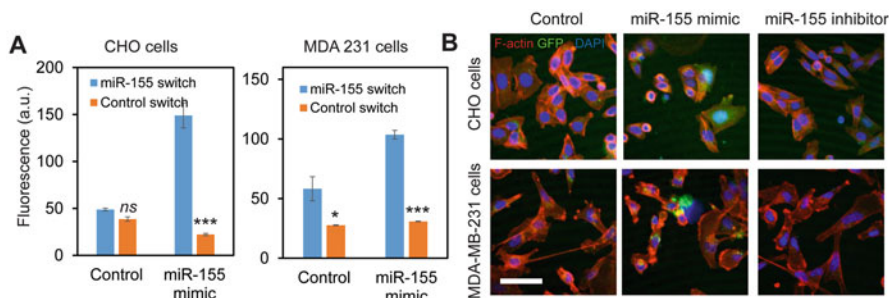 A
CHO cells
MDA 231 cells
Fluorescence (a.u.)
200
150
100
50
0
miR-155 switch
Control switch
ns
***
Control
miR-155 mimic
150
100
50
0
miR-155 switch
Control switch
*
***
Control
miR-155 mimic
B
Control
miR-155 mimic
miR-155 inhibitor
CHO cells
F-actin GFP DAPI
MDA-MB-231 cells